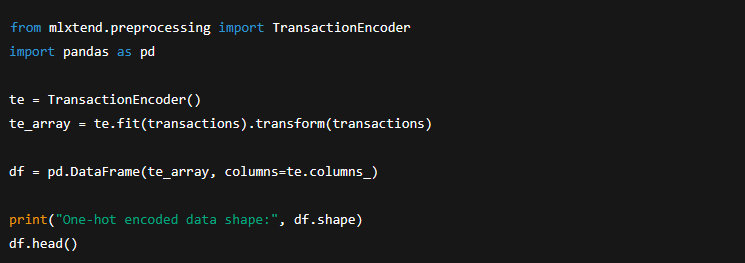 from mlxtend.preprocessing import TransactionEncoder
import pandas as pd
te = TransactionEncoder()
te_array = te.fit(transactions).transform(transactions)
df = pd.DataFrame(te_array, columns=te.columns_)
print("One-hot encoded data shape:", df.shape)
df.head()